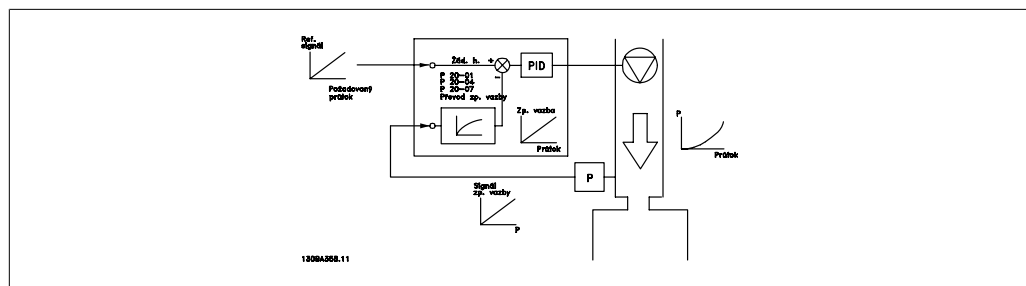 Ref.
signál
Požadovaný
průtok
Žád. h.
+
−
PID
P 20-01
P 20-04
P 20-07
Převod zp. vazby
Zp. vazba
Průtok
P
Průtok
P
Signál
zp. vazby
P
130BA358.11